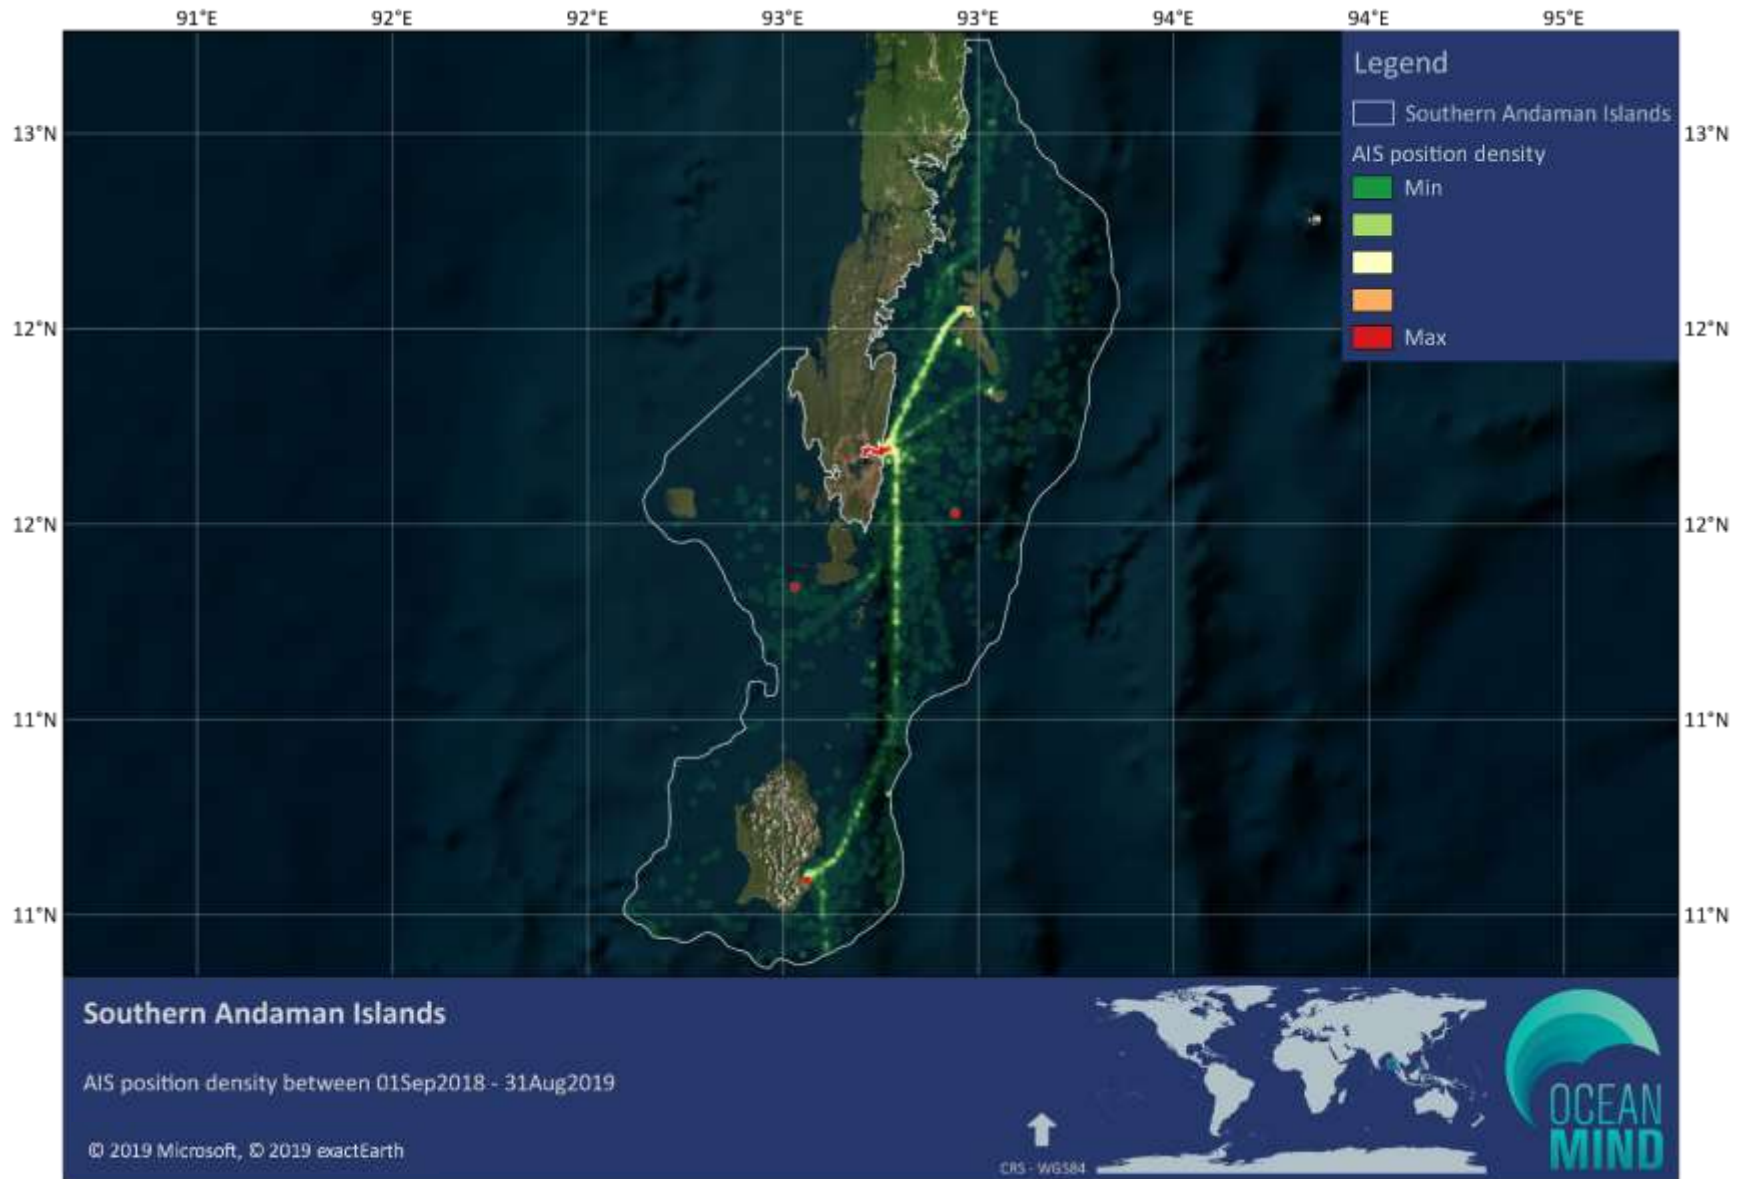 91°E 92°E 92°E 93°E 93°E 94°E 94°E 95°E
Legend
Southern Andaman Islands
AIS position density
Min
Max
13°N 13°N
12°N 12°N
12°N 12°N
11°N 11°N
11°N 11°N
Southern Andaman Islands
AIS position density between 01Sep2018 - 31Aug2019
© 2019 Microsoft, © 2019 exactEarth
CRS - WGS84
OCEAN
MIND